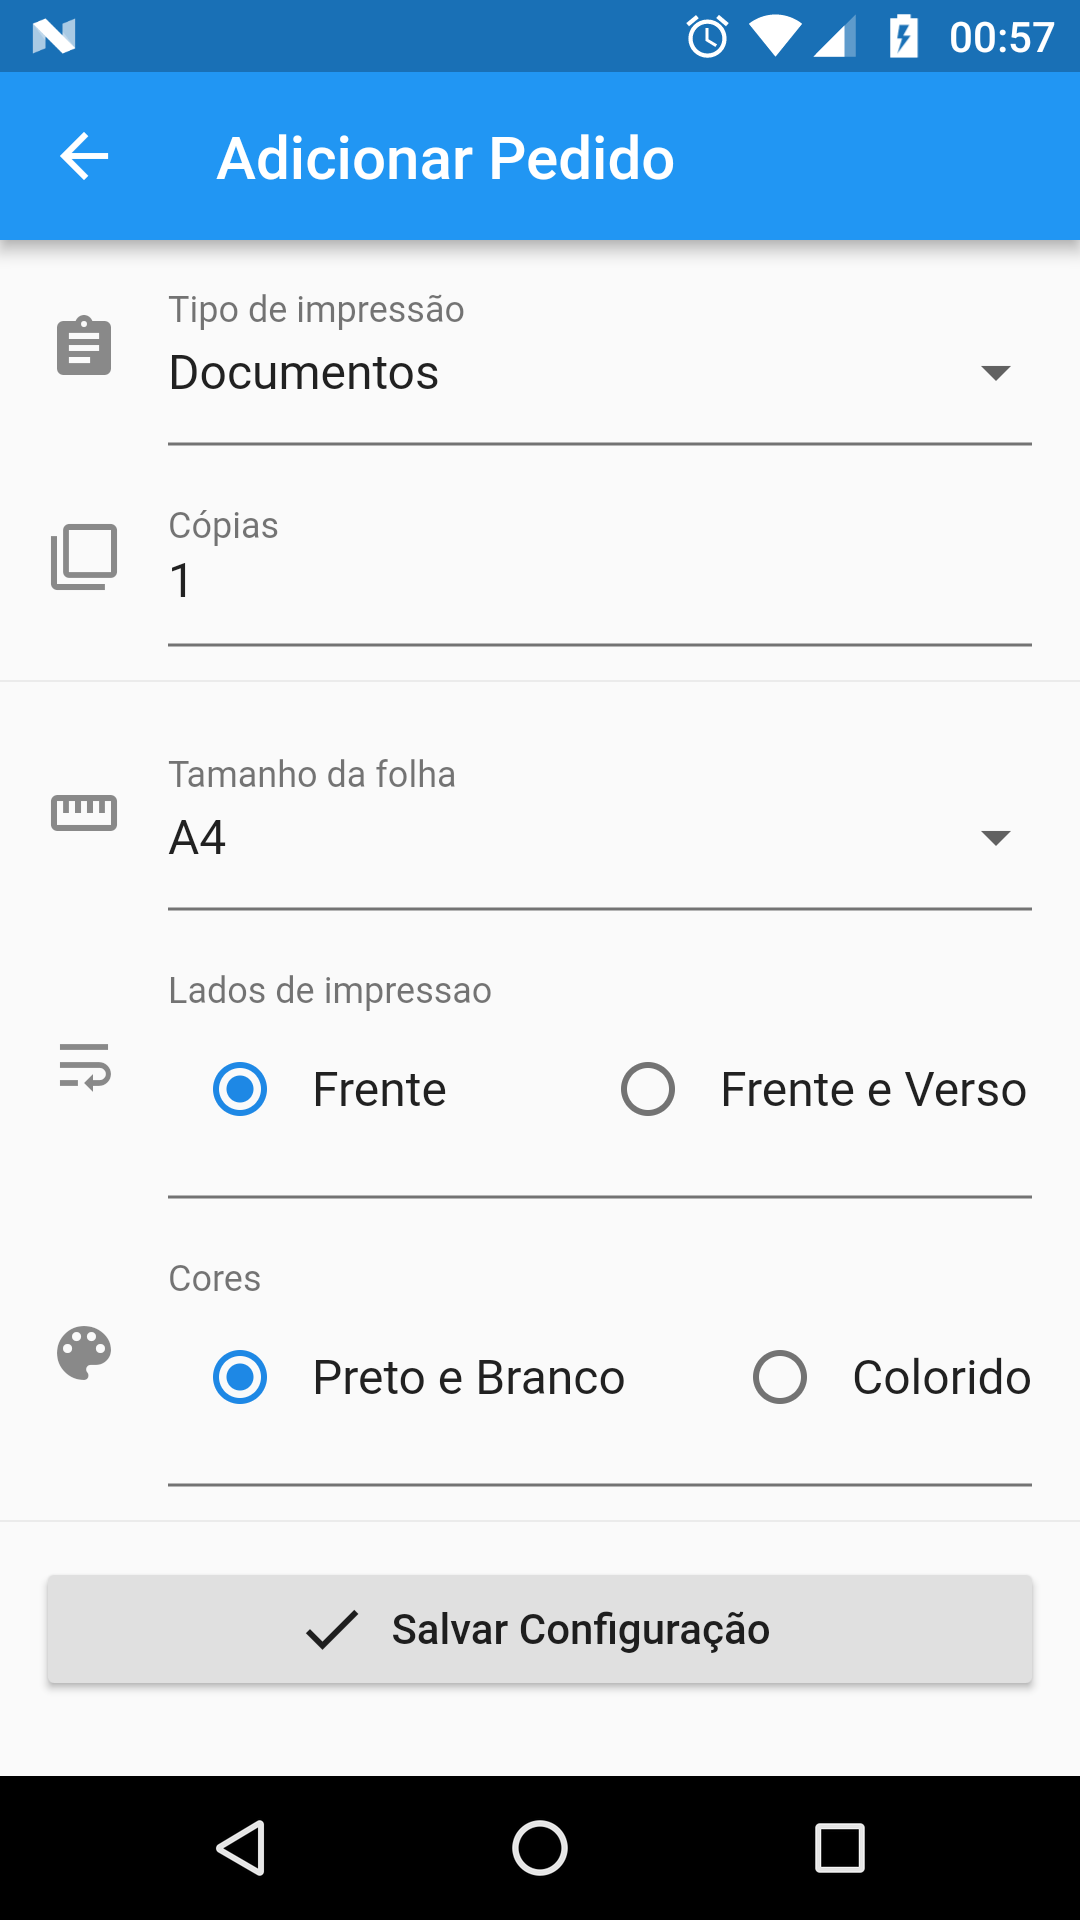 00:57
Adicionar Pedido
Tipo de impressão
Documentos
Cópias
1
Tamanho da folha
A4
Lados de impressao
Frente
Frente e Verso
Cores
Preto e Branco
Colorido
Salvar Configuração